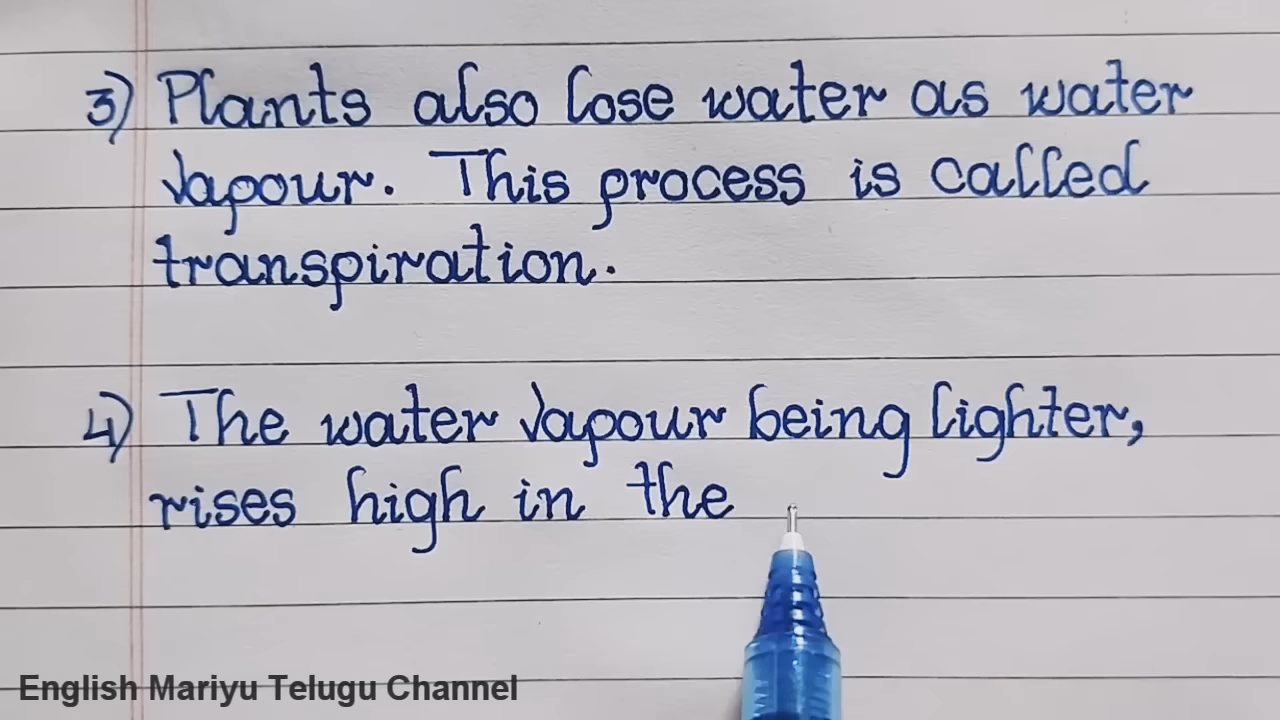 3) Plants also lose water as water
vapour. This process is called
transpiration.
4) The water vapour being lighter,
rises high in the
English Mariyu Telugu Channel